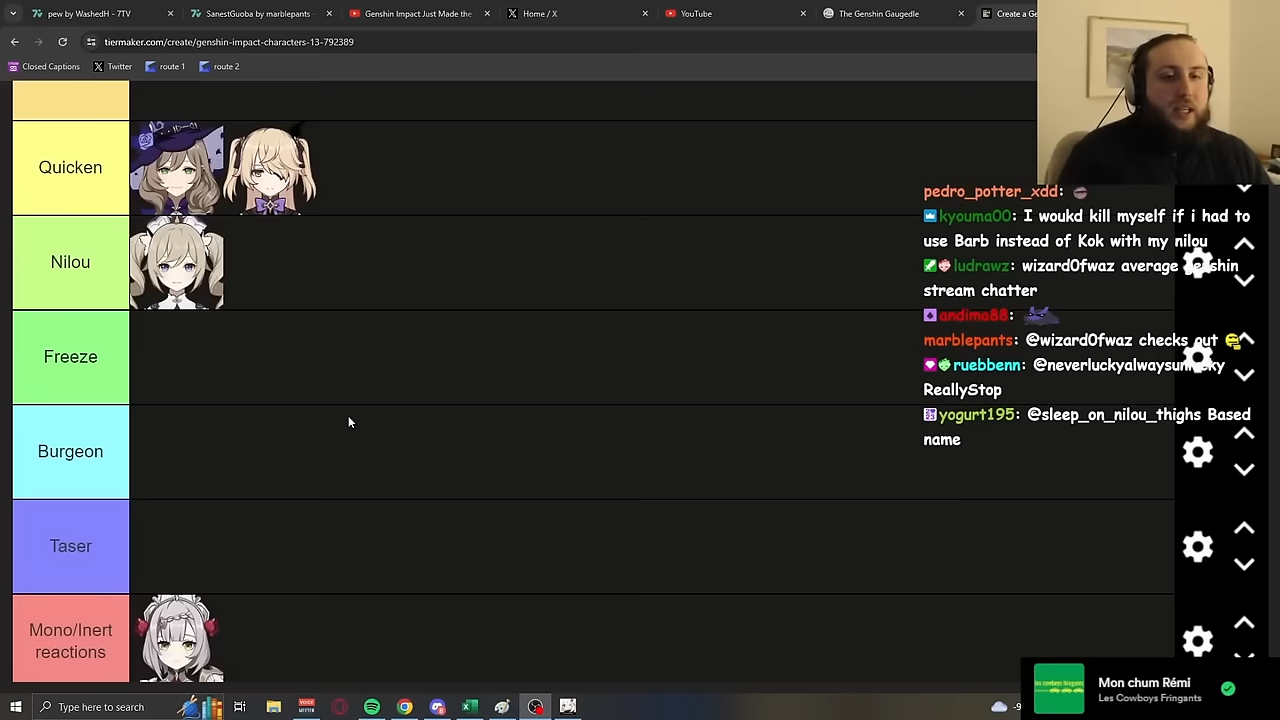 pew by WashedH - 7TV
SanestGuoba by marblepants -
Genshin Impact Just Made the
Home / X
YouTube
The Genshin Gaugedle
Create a Ge
tiermaker.com/create/genshin-impact-characters-13-792389
Closed Captions
Twitter
route 1
route 2
Quicken
Nilou
Freeze
Burgeon
Taser
Mono/Inert
reactions
pedro_potter_xdd:
kyouma00: I woukd kill myself if i had to
use Barb instead of Kok with my nilou
ludrawz: wizard0fwaz average genshin
stream chatter
andima88:
marblepants: @wizard0fwaz checks out
ruebbenn: @neverluckyalwaysunlucky
ReallyStop
yogurt195: @sleep_on_nilou_thighs Based
name
Mon chum Rémi
Les Cowboys Fringants
Type here to search